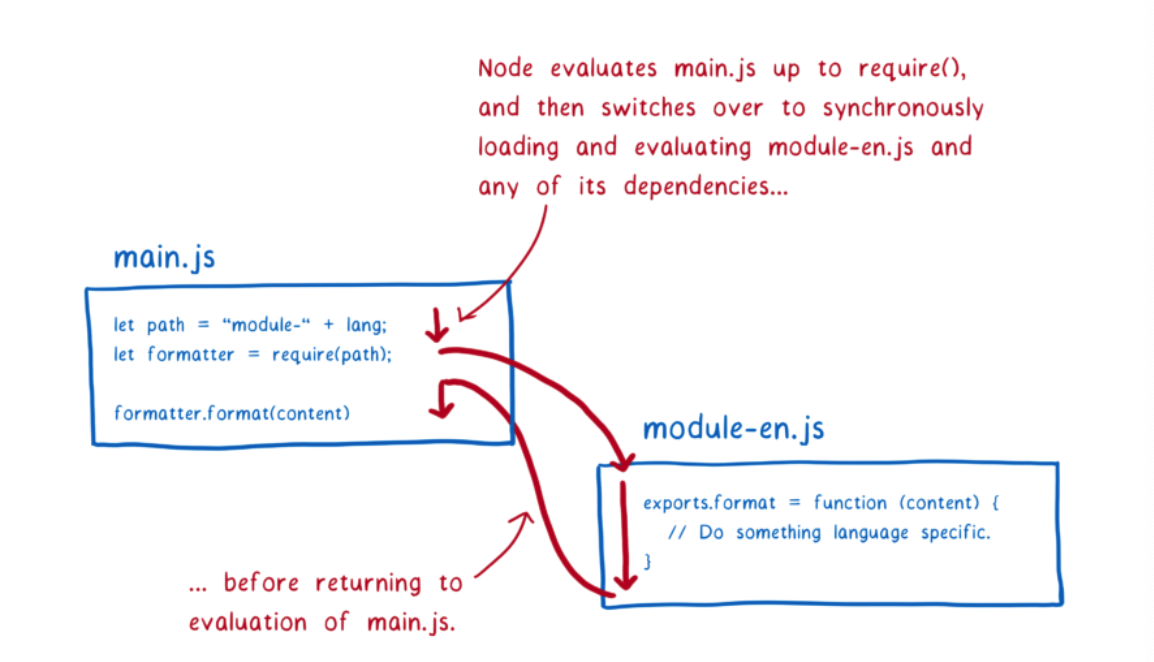 Node evaluates main.js up to require(),
and then switches over to synchronously
loading and evaluating module-en.js and
any of its dependencies...
main.js
let path = “module-“ + lang;
let formatter = require(path);
formatter.format(content)
module-en.js
exports.format = function (content) {
// Do something language specific.
}
... before returning to
evaluation of main.js.